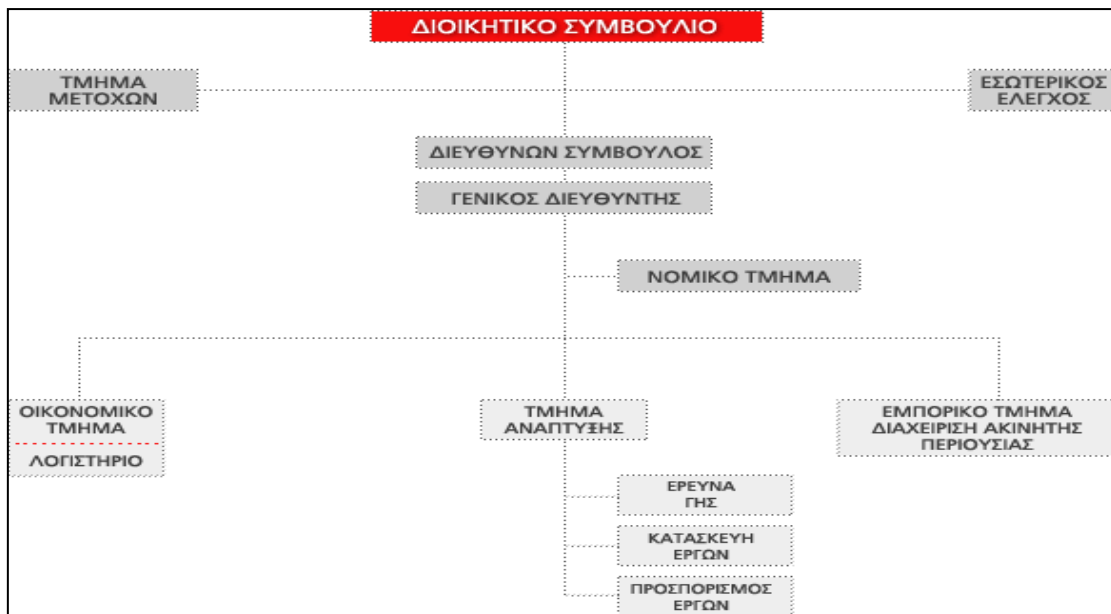 ΔΙΟΙΚΗΤΙΚΟ ΣΥΜΒΟΥΛΙΟ
ΤΜΗΜΑ
ΜΕΤΟΧΩΝ
ΕΣΩΤΕΡΙΚΟΣ
ΕΛΕΓΧΟΣ
ΔΙΕΥΘΥΝΩΝ ΣΥΜΒΟΥΛΟΣ
ΓΕΝΙΚΟΣ ΔΙΕΥΘΥΝΤΗΣ
ΝΟΜΙΚΟ ΤΜΗΜΑ
ΟΙΚΟΝΟΜΙΚΟ
ΤΜΗΜΑ
ΛΟΓΙΣΤΗΡΙΟ
ΤΜΗΜΑ
ΑΝΑΠΤΥΞΗΣ
ΕΜΠΟΡΙΚΟ ΤΜΗΜΑ
ΔΙΑΧΕΙΡΙΣΗ ΑΚΙΝΗΤΗΣ
ΠΕΡΙΟΥΣΙΑΣ
ΕΡΕΥΝΑ
ΓΗΣ
ΚΑΤΑΣΚΕΥΗ
ΕΡΓΩΝ
ΠΡΟΣΠΟΡΙΣΜΟΣ
ΕΡΓΩΝ